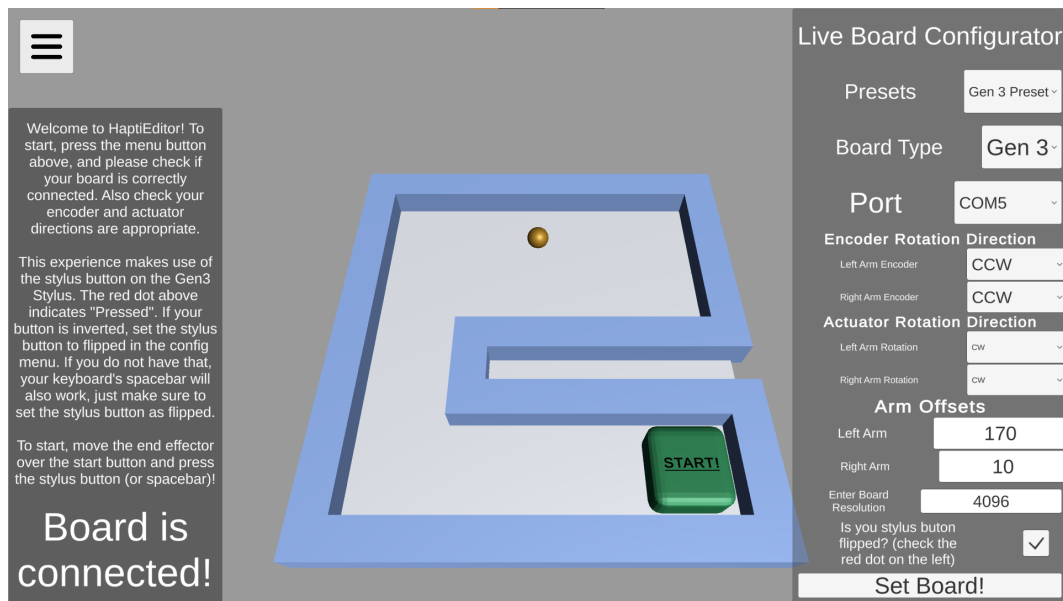 Welcome to HaptiEditor! To
start, press the menu button
above, and please check if
your board is correctly
connected. Also check your
encoder and actuator
directions are appropriate.
This experience makes use of
the stylus button on the Gen3
Stylus. The red dot above
indicates "Pressed". If your
button is inverted, set the stylus
button to flipped in the config
menu. If you do not have that,
your keyboard's spacebar will
also work, just make sure to
set the stylus button as flipped.
To start, move the end effector
over the start button and press
the stylus button (or spacebar)!
Board is
connected!
START!
Live Board Configurator
Presets Gen 3 Preset
Board Type Gen 3
Port COM5
Encoder Rotation Direction
Left Arm Encoder CCW
Right Arm Encoder CCW
Actuator Rotation Direction
Left Arm Rotation CW
Right Arm Rotation CW
Arm Offsets
Left Arm 170
Right Arm 10
Enter Board
Resolution 4096
Is you stylus buton
flipped? (check the
red dot on the left)
Set Board!